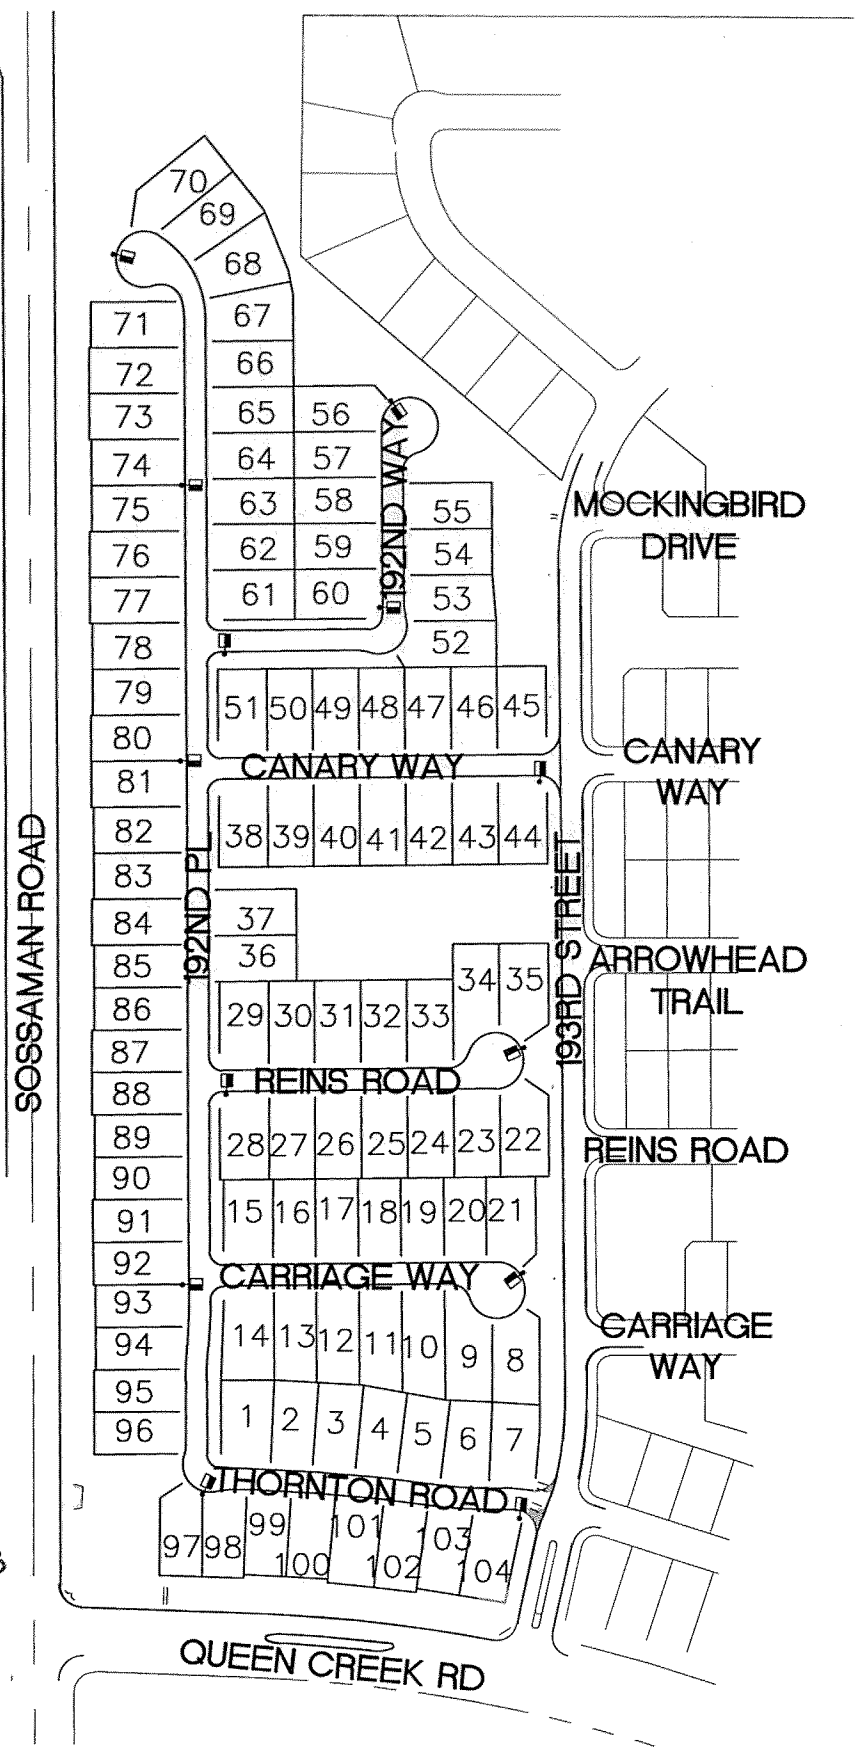 70
69
68
67
71
66
72
65 56
73
64 57
74
63 58
55
75
MOCKINGBIRD
DRIVE
62 59
54
76
61 60
53
77
192ND WAY
52
78
79
51 50 49 48 47 46 45
80
CANARY WAY
CANARY
WAY
81
38 39 40 41 42 43 44
82
83
84
37
85
36
192ND PL
193RD STREET
SOSSAMAN ROAD
ARROWHEAD
TRAIL
34 35
86
29 30 31 32 33
87
REINS ROAD
88
89
28 27 26 25 24 23 22
REINS ROAD
90
91
15 16 17 18 19 20 21
92
CARRIAGE WAY
93
CARRIAGE
WAY
94
14 13 12 11 10 9 8
95
96
1 2 3 4 5 6 7
THORNTON ROAD
97 98 99 100 101 102 103 104
QUEEN CREEK RD